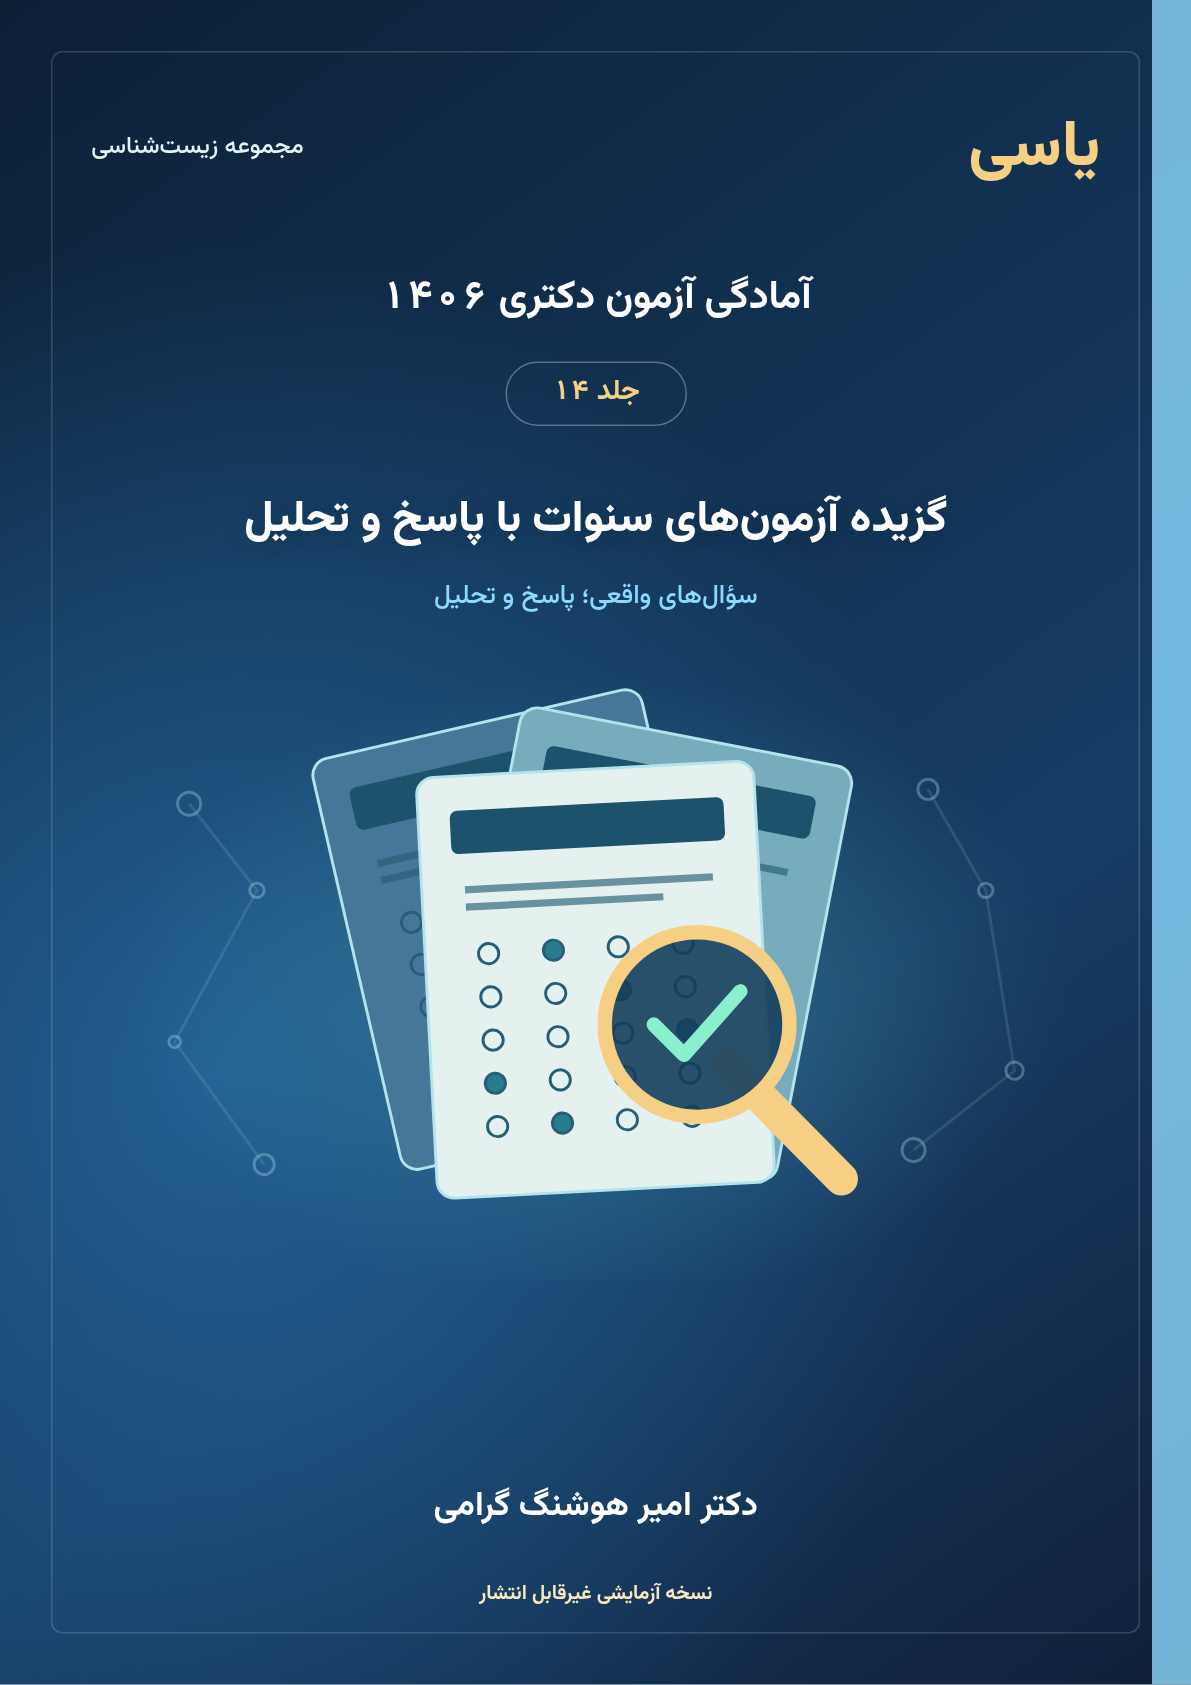 یاسی
مجموعه زیست‌شناسی
آمادگی آزمون دکتری ۱۴۰۶
جلد ۱۴
گزیده آزمون‌های سنوات با پاسخ و تحلیل
سؤال‌های واقعی؛ پاسخ و تحلیل
دکتر امیر هوشنگ گرامی
نسخه آزمایشی غیرقابل انتشار